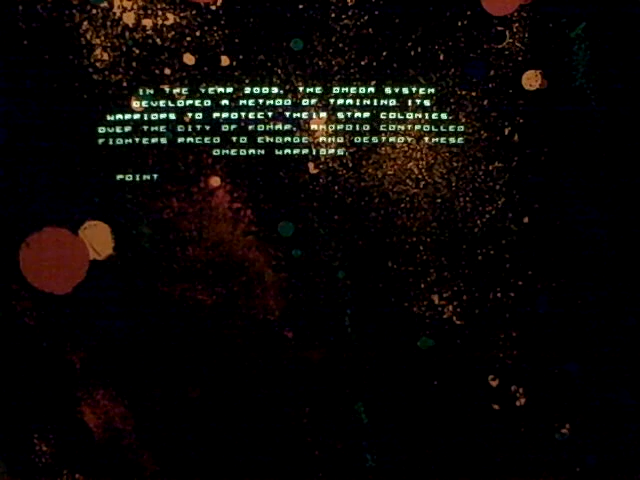 IN THE YEAR 2003, THE OMEGA SYSTEM
DEVELOPED A METHOD OF TRAINING ITS
WARRIORS TO PROTECT THEIR STAR COLONIES.
OVER THE CITY OF KOMAR, ANDROID CONTROLLED
FIGHTERS RACED TO ENGAGE AND DESTROY THESE
OMEGAN WARRIORS.
POINT